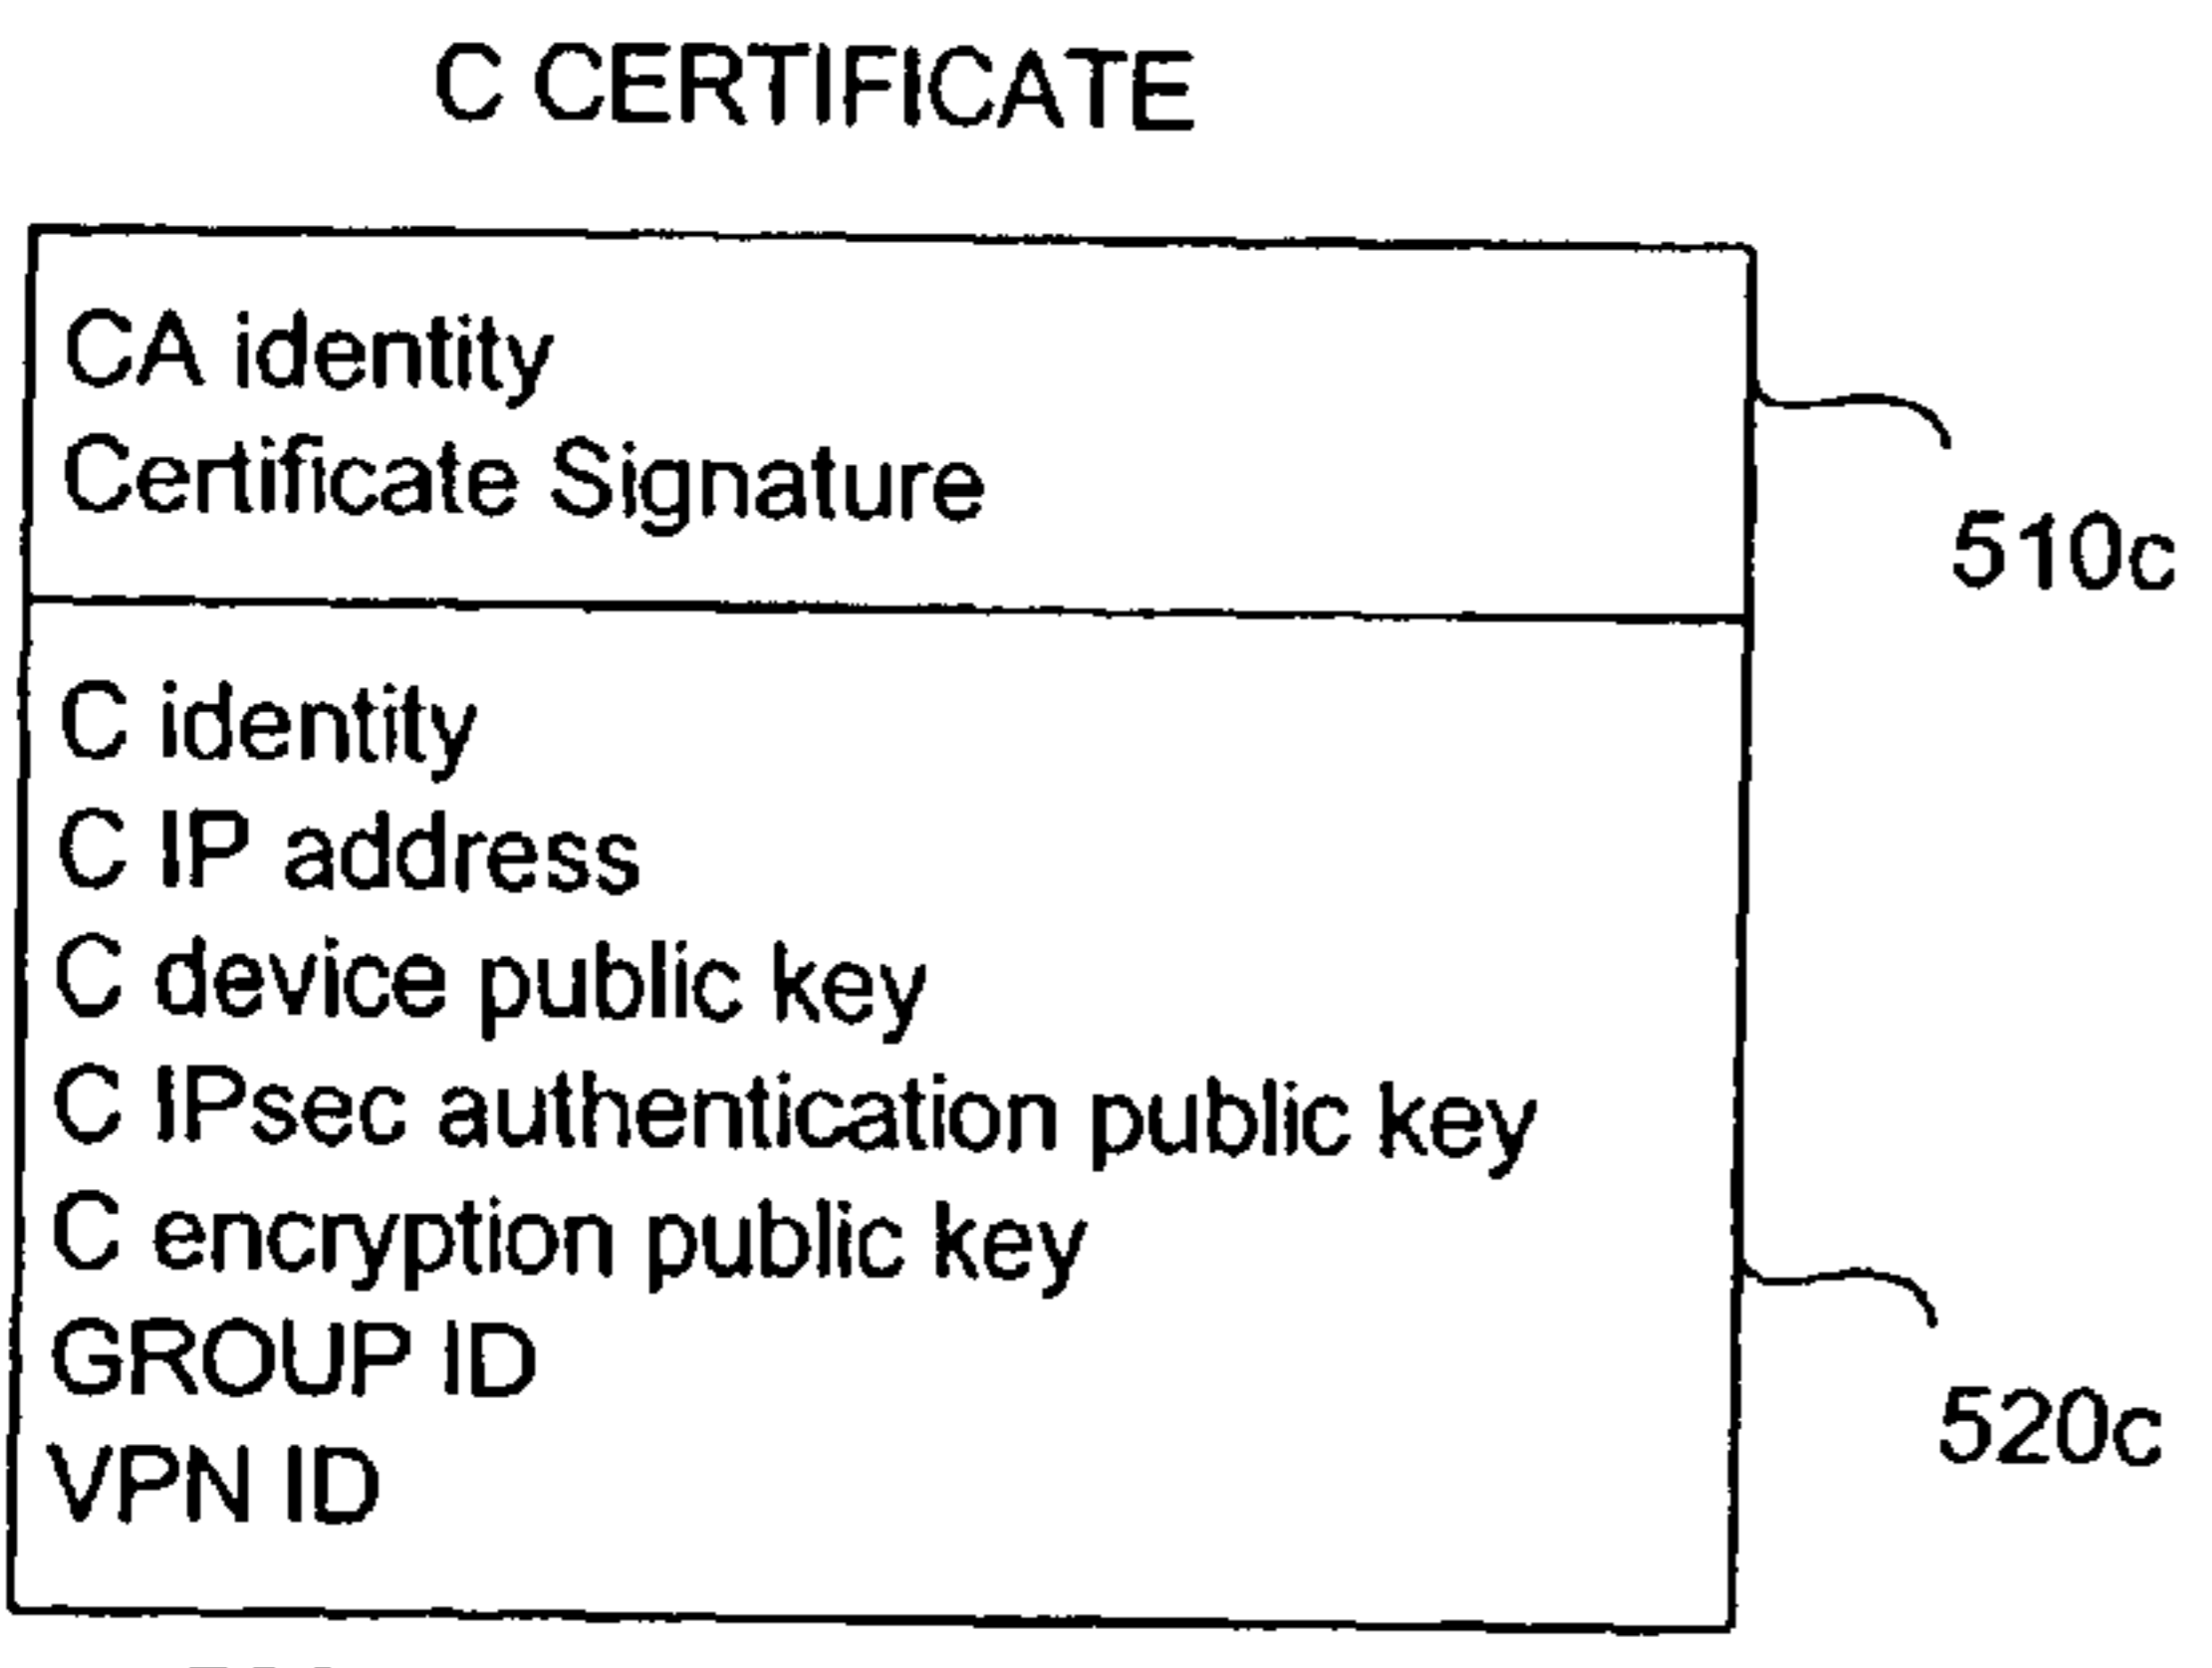 C CERTIFICATE
CA identity
Certificate Signature
510c
C identity
C IP address
C device public key
C IPsec authentication public key
C encryption public key
GROUP ID
VPN ID
520c